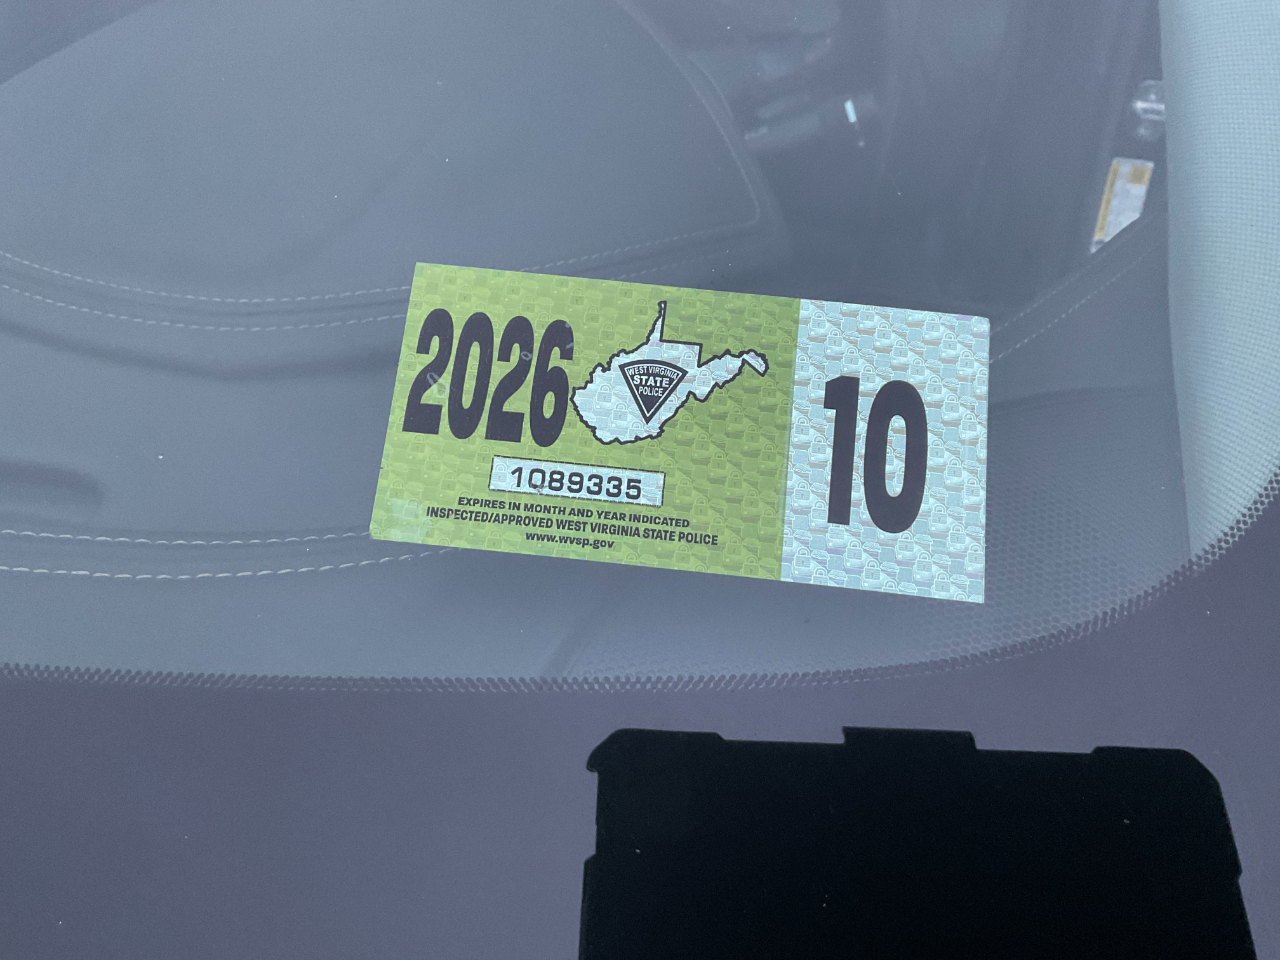 2026
WEST VIRGINIA
STATE
POLICE
10
1089335
EXPIRES IN MONTH AND YEAR INDICATED
INSPECTED/APPROVED WEST VIRGINIA STATE POLICE
www.wvsp.gov